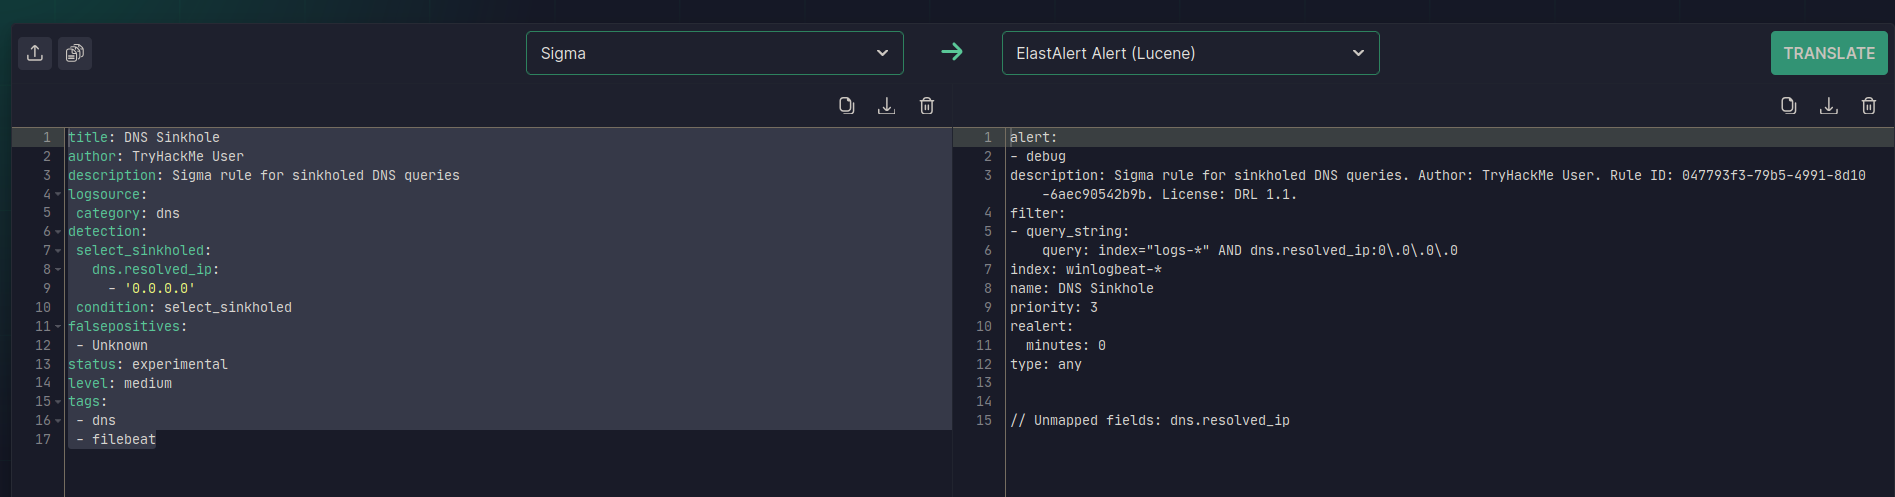 Sigma
ElastAlert Alert (Lucene)
TRANSLATE
1 title: DNS Sinkhole
2 author: TryHackMe User
3 description: Sigma rule for sinkholed DNS queries
4 logsource:
5  category: dns
6 detection:
7  select_sinkholed:
8    dns.resolved_ip:
9      - '0.0.0.0'
10  condition: select_sinkholed
11 falsepositives:
12  - Unknown
13 status: experimental
14 level: medium
15 tags:
16  - dns
17  - filebeat
1 alert:
2 - debug
3 description: Sigma rule for sinkholed DNS queries. Author: TryHackMe User. Rule ID: 047793f3-79b5-4991-8d10
-6aec90542b9b. License: DRL 1.1.
4 filter:
5 - query_string:
6     query: index="logs-*" AND dns.resolved_ip:0\.0\.0\.0
7 index: winlogbeat-*
8 name: DNS Sinkhole
9 priority: 3
10 realert:
11   minutes: 0
12 type: any
13
14
15 // Unmapped fields: dns.resolved_ip